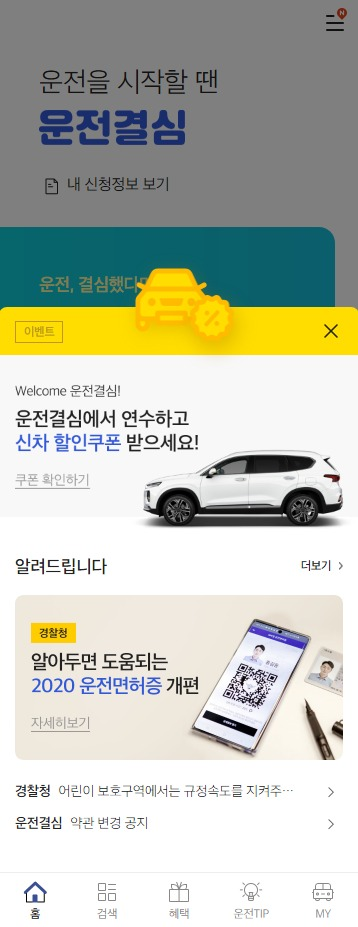 N
운전을 시작할 땐
운전결심
내 신청정보 보기
운전, 결심했다
이벤트
Welcome 운전결심!
운전결심에서 연수하고
신차 할인쿠폰 받으세요!
쿠폰 확인하기
알려드립니다
더보기
경찰청
알아두면 도움되는
2020 운전면허증 개편
자세히보기
경찰청 어린이 보호구역에서는 규정속도를 지켜주···
운전결심 약관 변경 공지
홈 검색 혜택 운전TIP MY